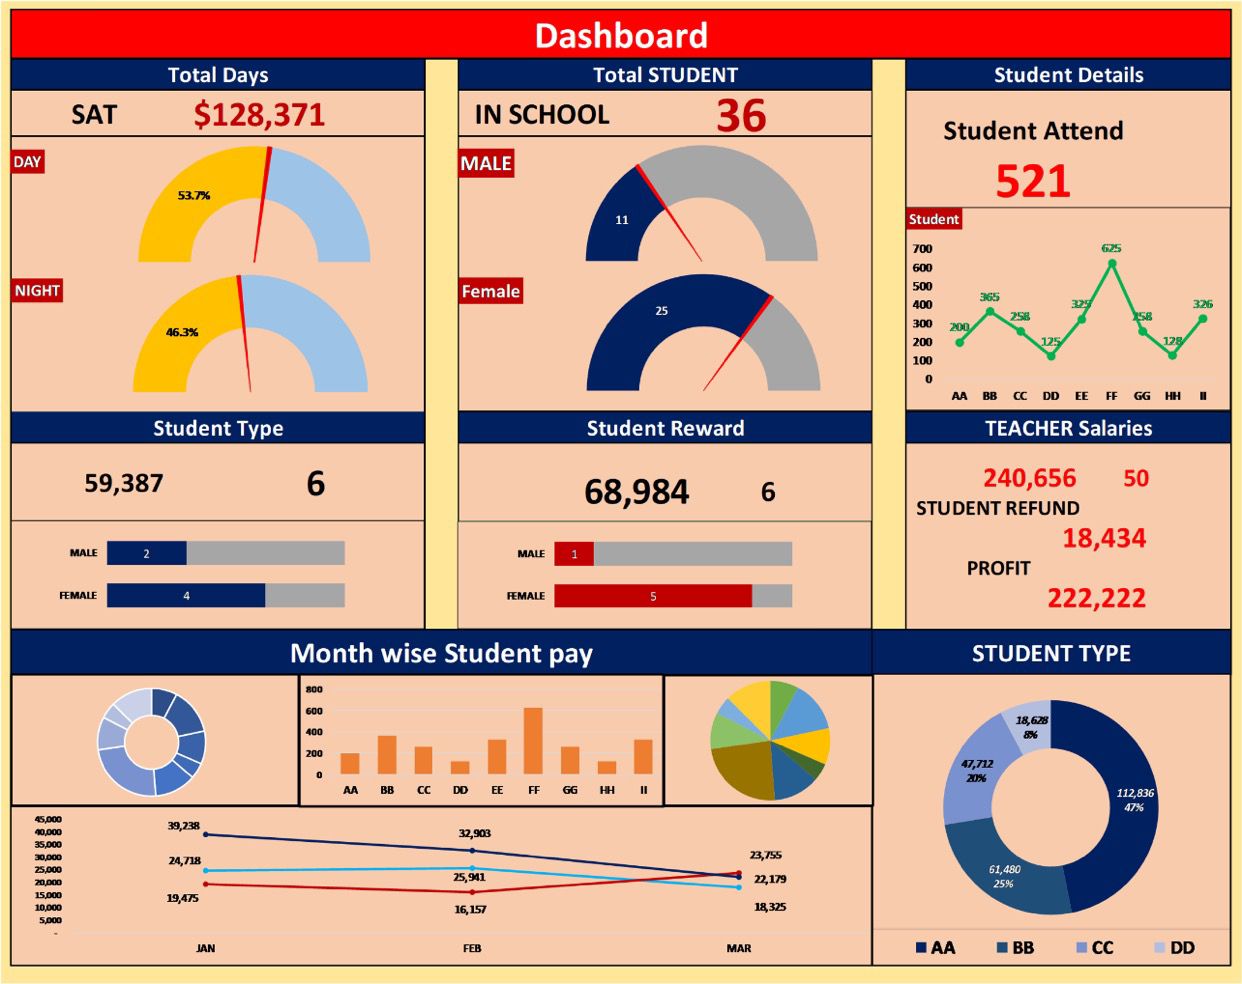 Dashboard
Total Days
SAT $128,371
DAY
53.7%
NIGHT
46.3%
Total STUDENT
IN SCHOOL 36
MALE
11
Female
25
Student Details
Student Attend
521
Student
700
600
500
400
300
200
100
0
200
365
258
125
325
625
258
128
326
AA BB CC DD EE FF GG HH II
Student Type
59,387 6
MALE 2
FEMALE 4
Student Reward
68,984 6
MALE 1
FEMALE 5
TEACHER Salaries
240,656 50
STUDENT REFUND
18,434
PROFIT
222,222
Month wise Student pay
800
600
400
200
0
AA BB CC DD EE FF GG HH II
45,000
40,000
35,000
30,000
25,000
20,000
15,000
10,000
5,000
-
39,238
24,718
19,475
32,903
25,941
16,157
23,755
22,179
18,325
JAN FEB MAR
STUDENT TYPE
18,628
8%
47,712
20%
112,836
47%
61,480
25%
AA BB CC DD